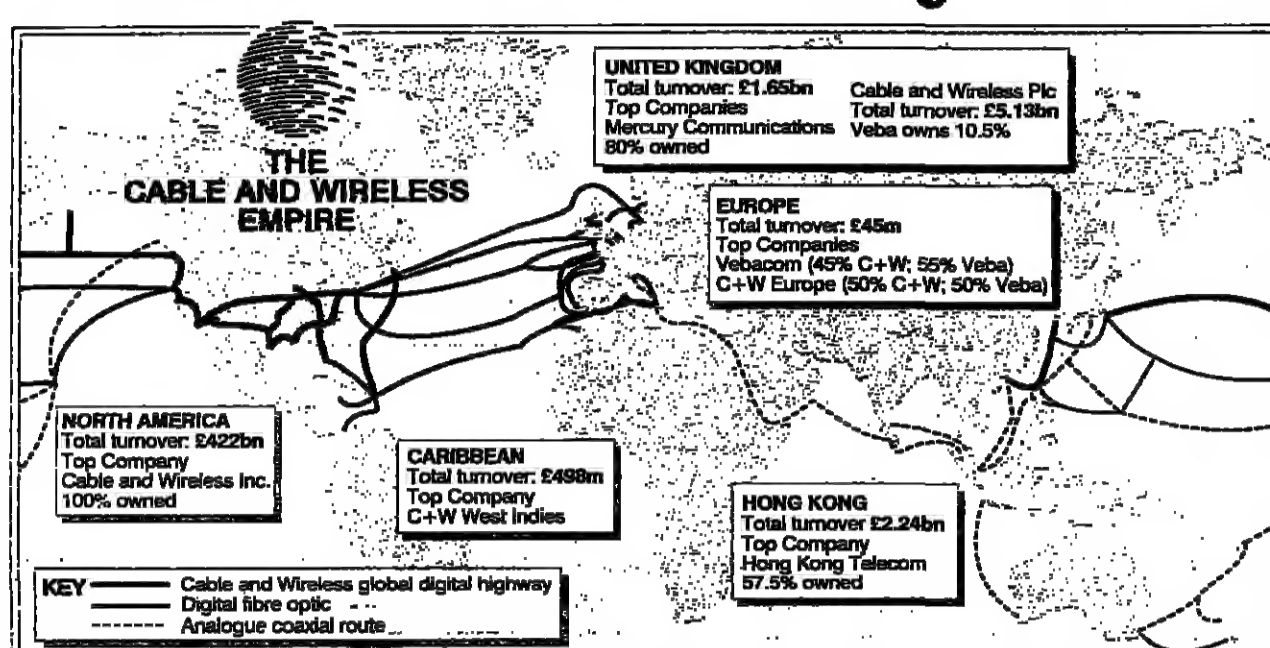 THE
CABLE AND WIRELESS
EMPIRE
UNITED KINGDOM
Total turnover: £1.65bn
Top Companies
Mercury Communications
80% owned
Cable and Wireless Plc
Total turnover: £5.13bn
Veba owns 10.5%
EUROPE
Total turnover: £45m
Top Companies
Vebacom (45% C+W; 55% Veba)
C+W Europe (50% C+W; 50% Veba)
NORTH AMERICA
Total turnover: £422bn
Top Company
Cable and Wireless Inc.
100% owned
CARIBBEAN
Total turnover: £498m
Top Company
C+W West Indies
HONG KONG
Total turnover £2.24bn
Top Company
Hong Kong Telecom
57.5% owned
KEY
Cable and Wireless global digital highway
Digital fibre optic
Analogue coaxial route